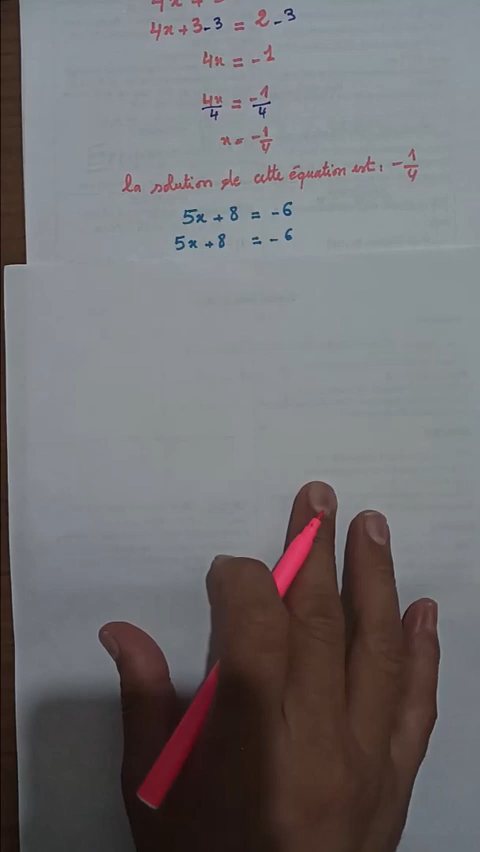 4x + 3 - 3 = 2 - 3
4x = -1
4x/4 = -1/4
x = -1/4
la solution de cette équation est : -1/4
5x + 8 = -6
5x + 8 = -6